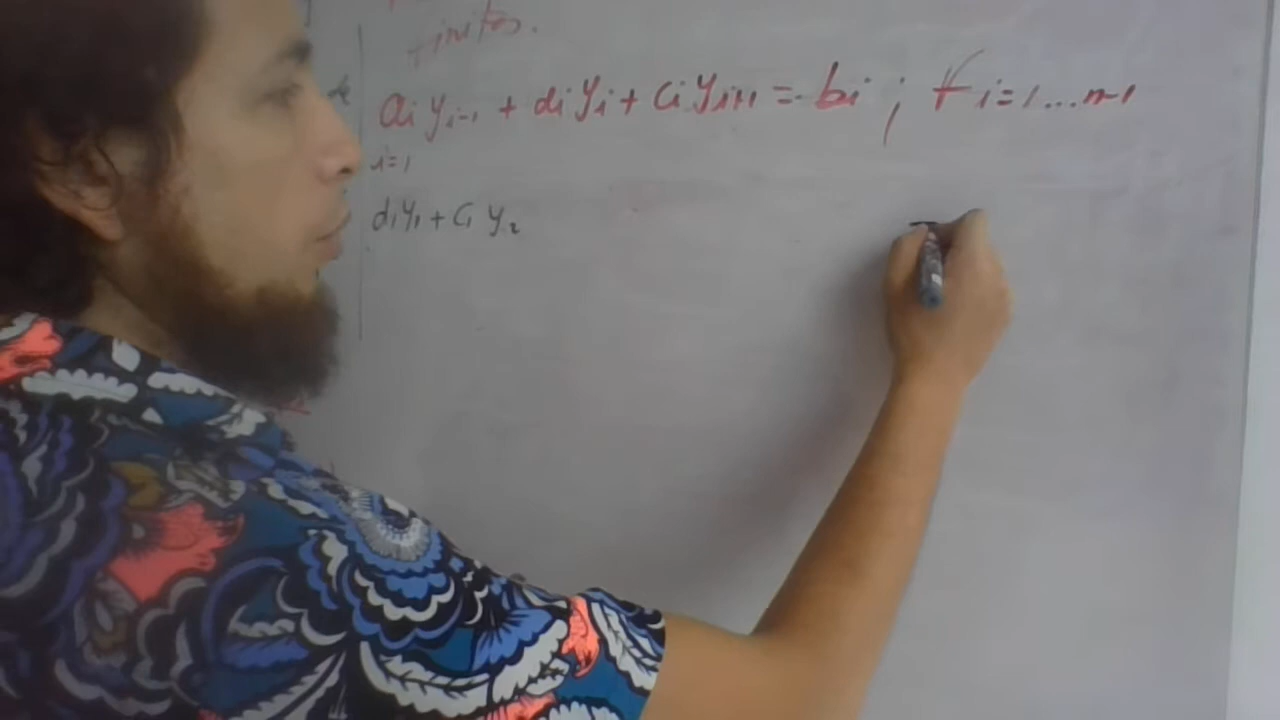 finitos.
ai yi-1 + di yi + ci yi+1 = bi ; ∀ i=1...n-1
i=1
d1y1 + c1 y2